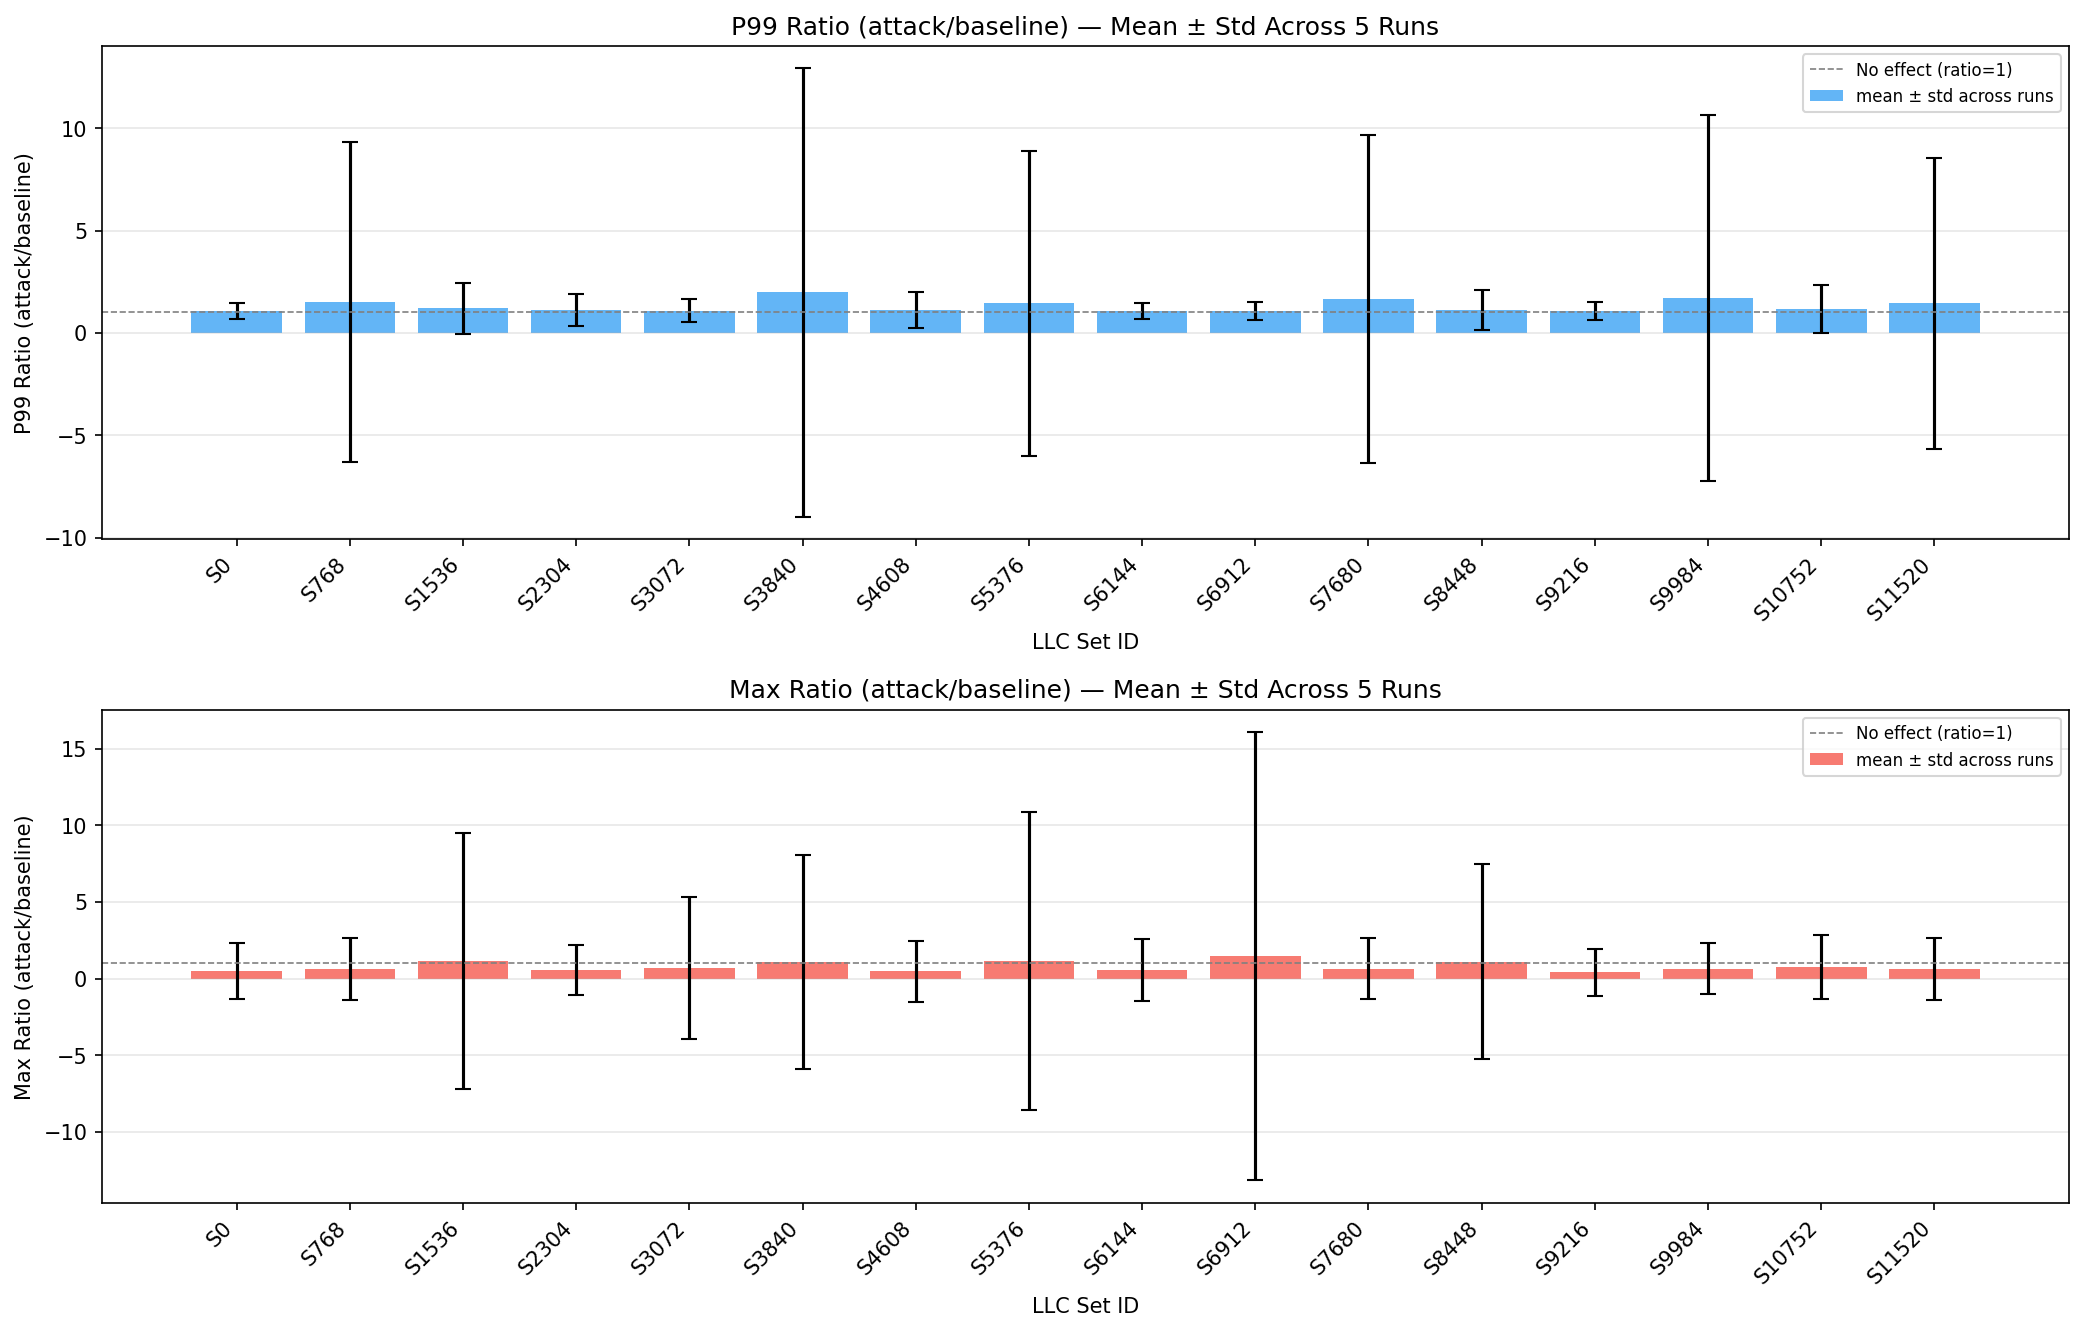 P99 Ratio (attack/baseline) — Mean ± Std Across 5 Runs
No effect (ratio=1)
mean ± std across runs
P99 Ratio (attack/baseline)
10
5
0
−5
−10
S0 S768 S1536 S2304 S3072 S3840 S4608 S5376 S6144 S6912 S7680 S8448 S9216 S9984 S10752 S11520
LLC Set ID
Max Ratio (attack/baseline) — Mean ± Std Across 5 Runs
No effect (ratio=1)
mean ± std across runs
Max Ratio (attack/baseline)
15
10
5
0
−5
−10
S0 S768 S1536 S2304 S3072 S3840 S4608 S5376 S6144 S6912 S7680 S8448 S9216 S9984 S10752 S11520
LLC Set ID